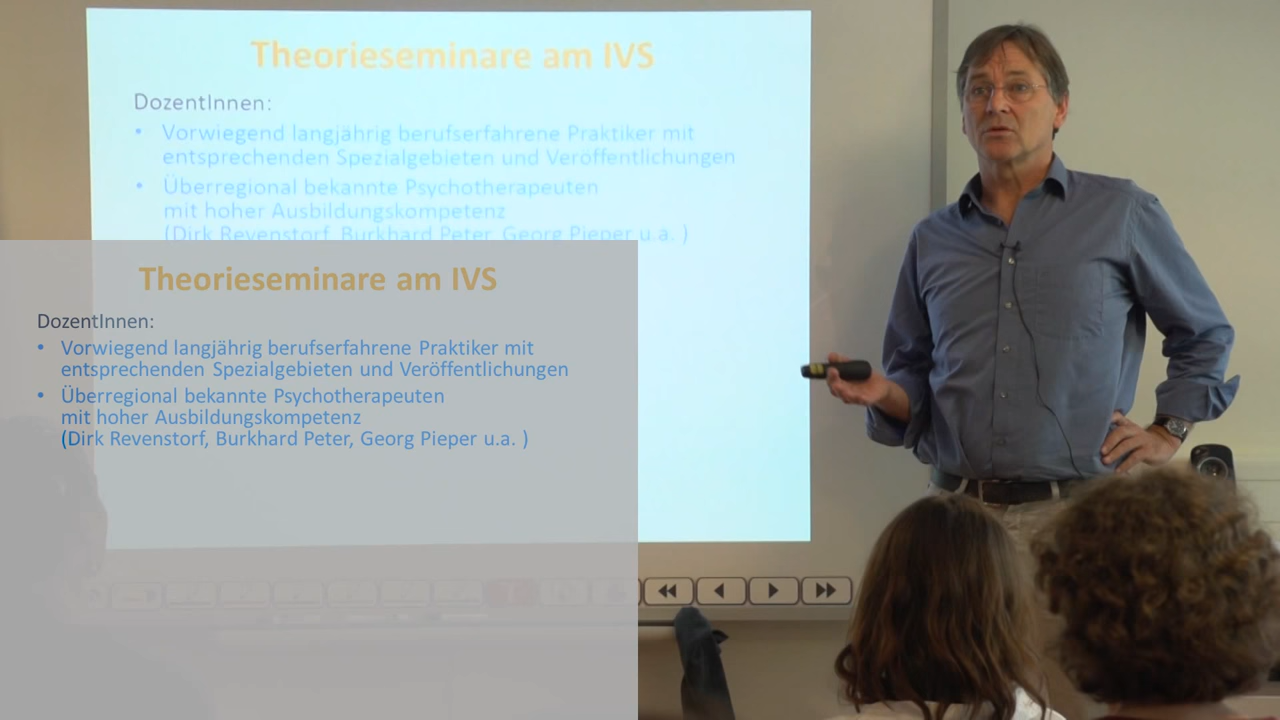 Theorieseminare am IVS
DozentInnen:
• Vorwiegend langjährig berufserfahrene Praktiker mit
entsprechenden Spezialgebieten und Veröffentlichungen
• Überregional bekannte Psychotherapeuten
mit hoher Ausbildungskompetenz
(Dirk Revenstorf, Burkhard Peter, Georg Pieper u.a. )
Theorieseminare am IVS
DozentInnen:
• Vorwiegend langjährig berufserfahrene Praktiker mit
entsprechenden Spezialgebieten und Veröffentlichungen
• Überregional bekannte Psychotherapeuten
mit hoher Ausbildungskompetenz
(Dirk Revenstorf, Burkhard Peter, Georg Pieper u.a. )